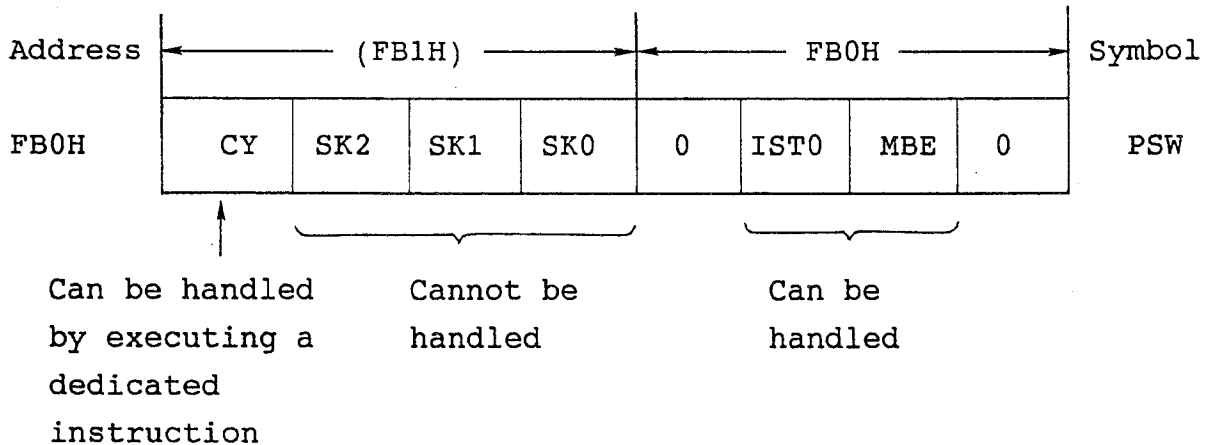 Address (FB1H) FB0H Symbol
FB0H CY SK2 SK1 SK0 0 IST0 MBE 0 PSW
Can be handled Cannot be Can be
by executing a handled handled
dedicated
instruction